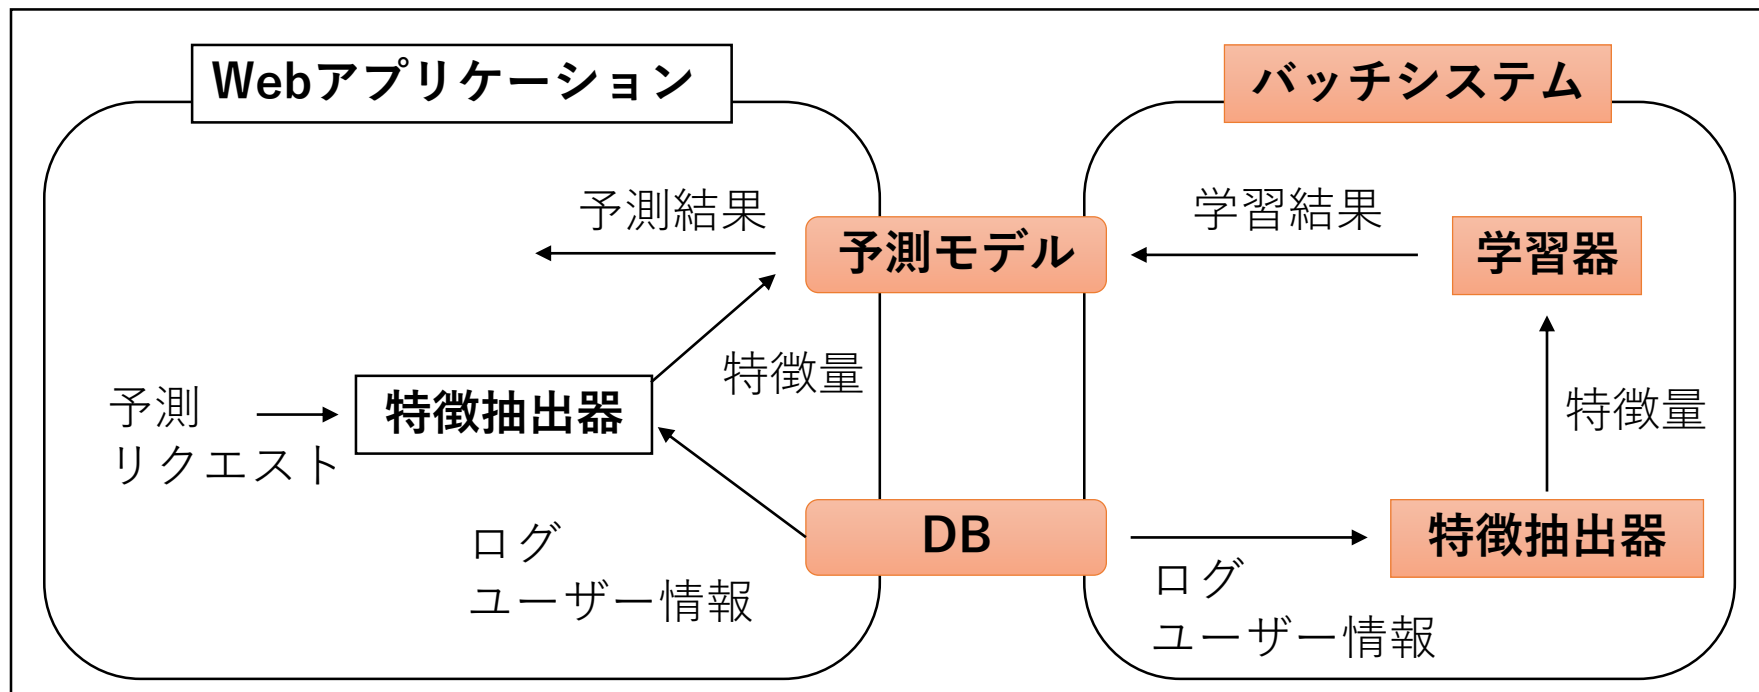 Webアプリケーション
バッチシステム
予測結果
学習結果
予測モデル
学習器
特徴量
予測
リクエスト
特徴抽出器
特徴量
ログ
ユーザー情報
DB
特徴抽出器
ログ
ユーザー情報